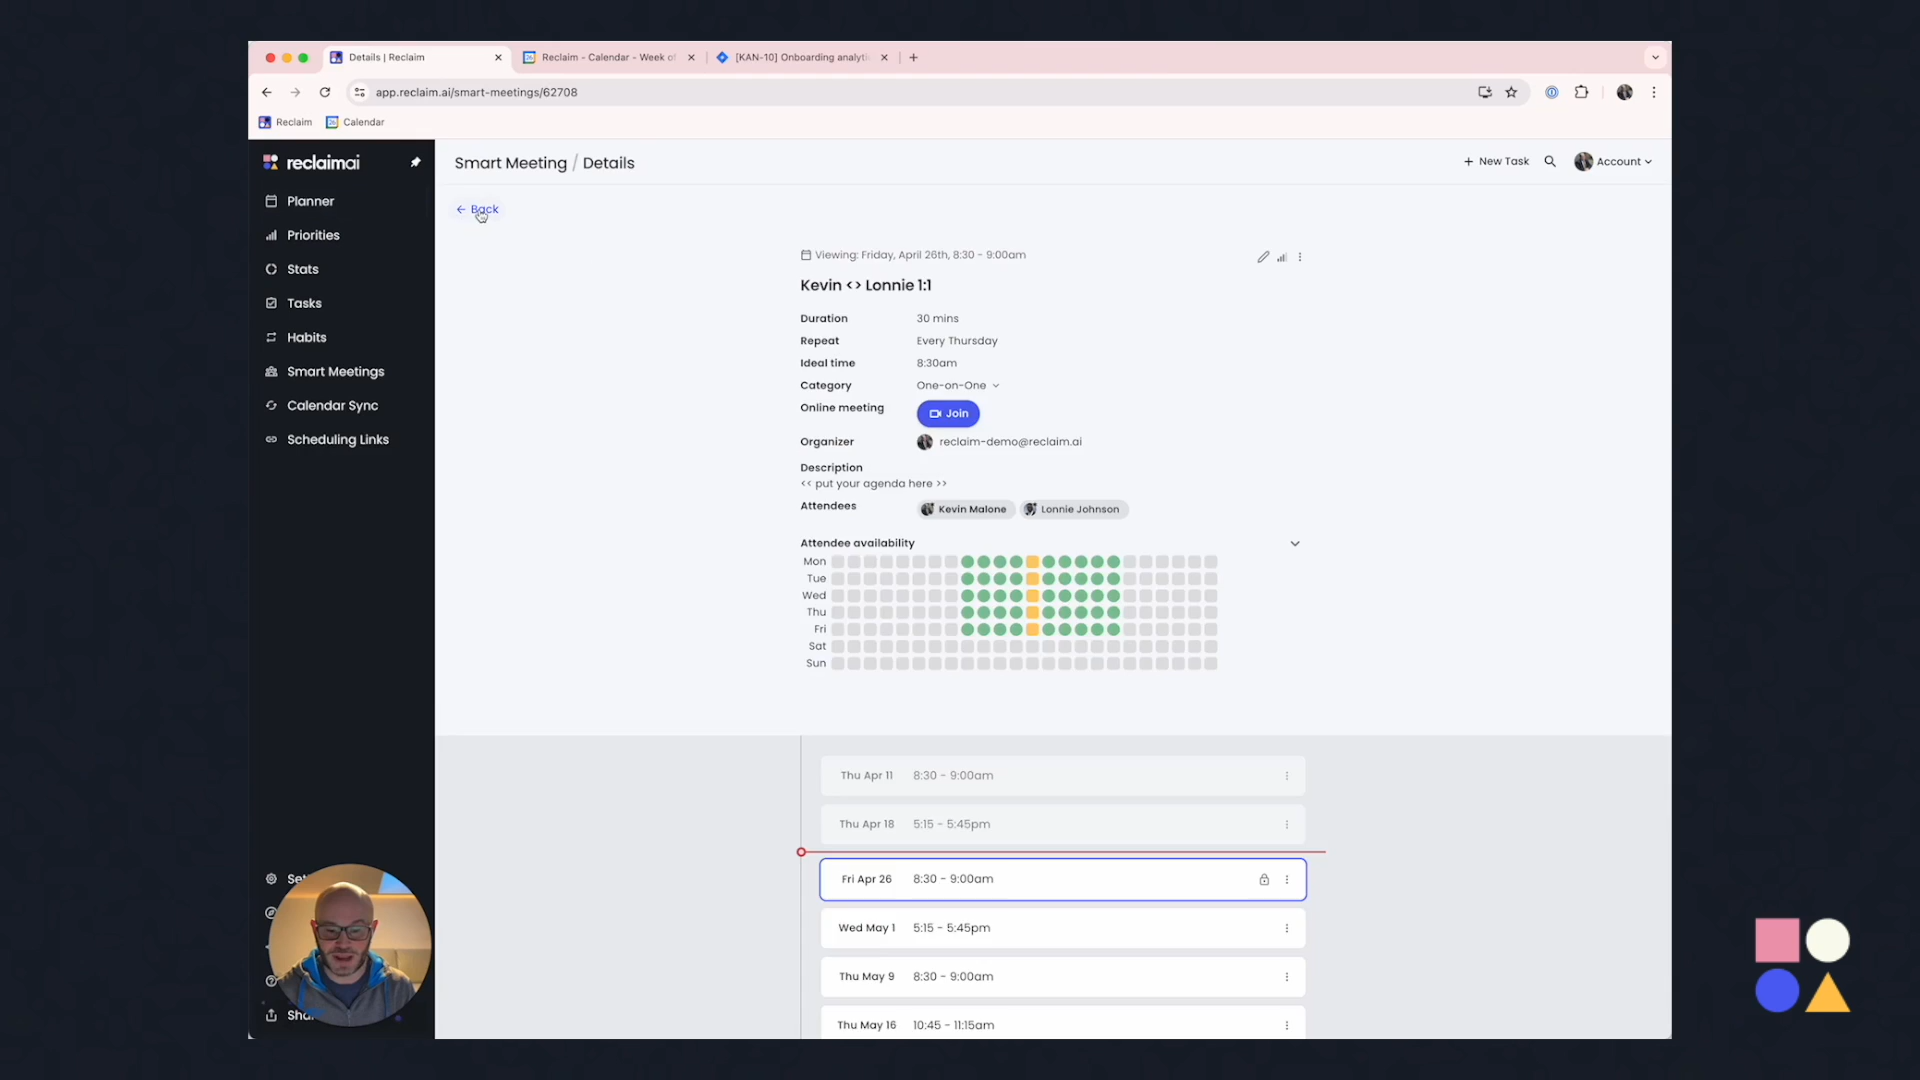 Details | Reclaim
Reclaim - Calendar - Week of
[KAN-10] Onboarding analyti
app.reclaim.ai/smart-meetings/62708
Reclaim
Calendar
reclaimai
Planner
Priorities
Stats
Tasks
Habits
Smart Meetings
Calendar Sync
Scheduling Links
Smart Meeting / Details
+ New Task
Account
← Back
Viewing: Friday, April 26th, 8:30 - 9:00am
Kevin <> Lonnie 1:1
Duration 30 mins
Repeat Every Thursday
Ideal time 8:30am
Category One-on-One
Online meeting Join
Organizer reclaim-demo@reclaim.ai
Description
<< put your agenda here >>
Attendees Kevin Malone Lonnie Johnson
Attendee availability
Mon
Tue
Wed
Thu
Fri
Sat
Sun
Thu Apr 11 8:30 - 9:00am
Thu Apr 18 5:15 - 5:45pm
Fri Apr 26 8:30 - 9:00am
Wed May 1 5:15 - 5:45pm
Thu May 9 8:30 - 9:00am
Thu May 16 10:45 - 11:15am